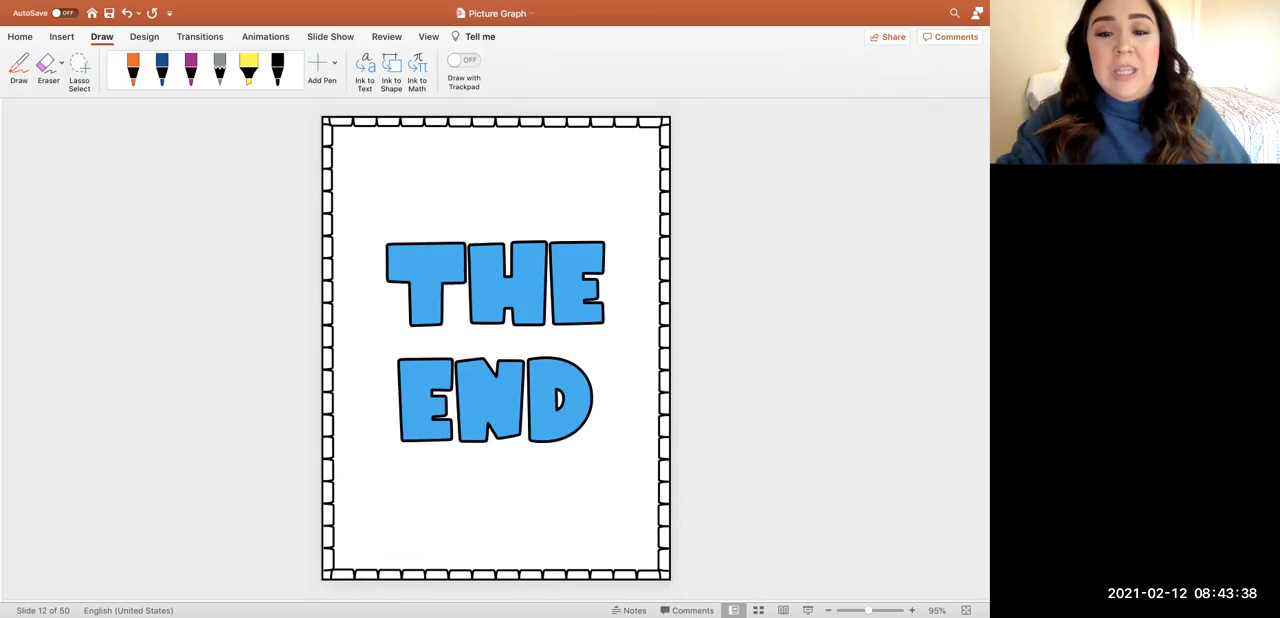 AutoSave OFF
Picture Graph
Home Insert Draw Design Transitions Animations Slide Show Review View Tell me
Share Comments
Draw Eraser Lasso Select Add Pen Ink to Text Ink to Shape Ink to Math OFF Draw with Trackpad
THE
END
Slide 12 of 50 English (United States) Notes Comments 95%
2021-02-12 08:43:38